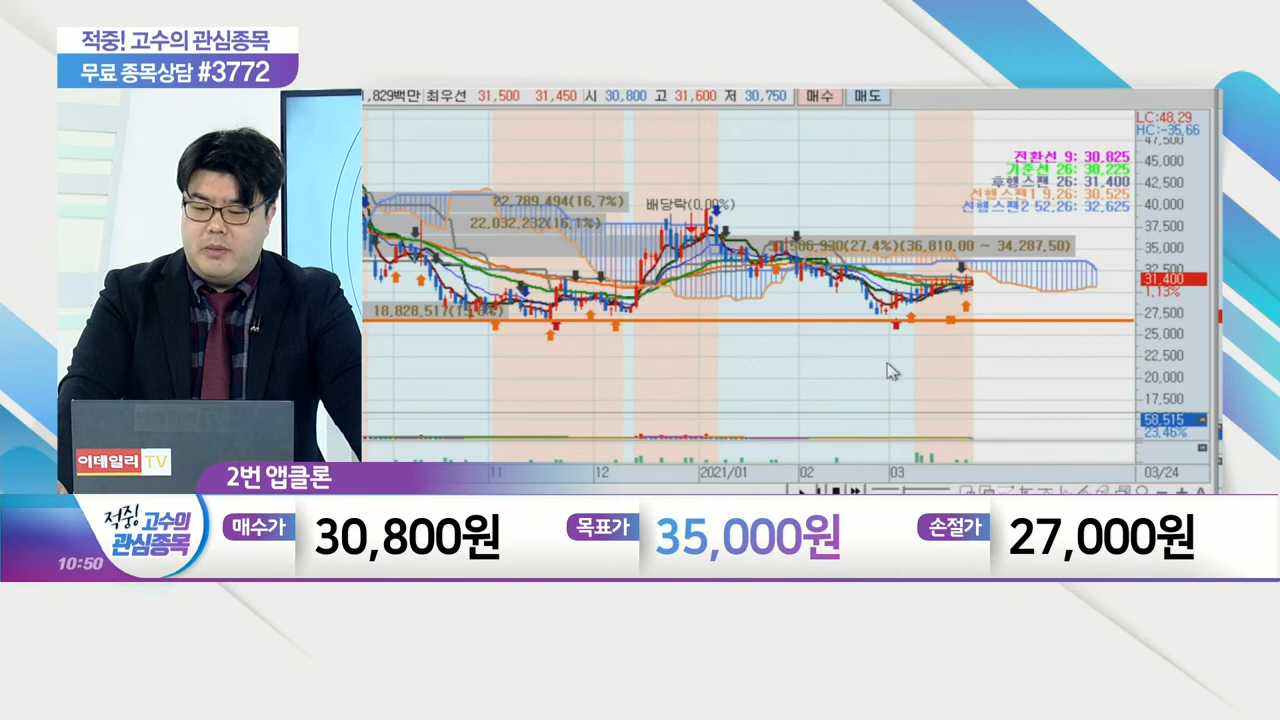 적중! 고수의 관심종목
무료 종목상담 #3772
,829백만 최우선 31,500 31,450 시 30,800 고 31,600 저 30,750 매수 매도
LC:48,29
HC:-35,66
47,500
45,000
42,500
40,000
37,500
35,000
32,500
31,400
1,13%
27,500
25,000
22,500
20,000
17,500
58,515
23,46%
전환선 9: 30,825
기준선 26: 30,225
후행스팬 26: 31,400
선행스팬1 9,26: 30,525
선행스팬2 52,26: 32,625
22,789,494(16,7%)
배당락(0,00%)
22,032,232(16,1%)
906,930(27,4%)(36,810,00 ~ 34,287,50)
18,828,517
11 12 2021/01 02 03 03/24
이데일리 TV
2번 앱클론
적중! 고수의
관심종목
10:50
매수가 30,800원 목표가 35,000원 손절가 27,000원